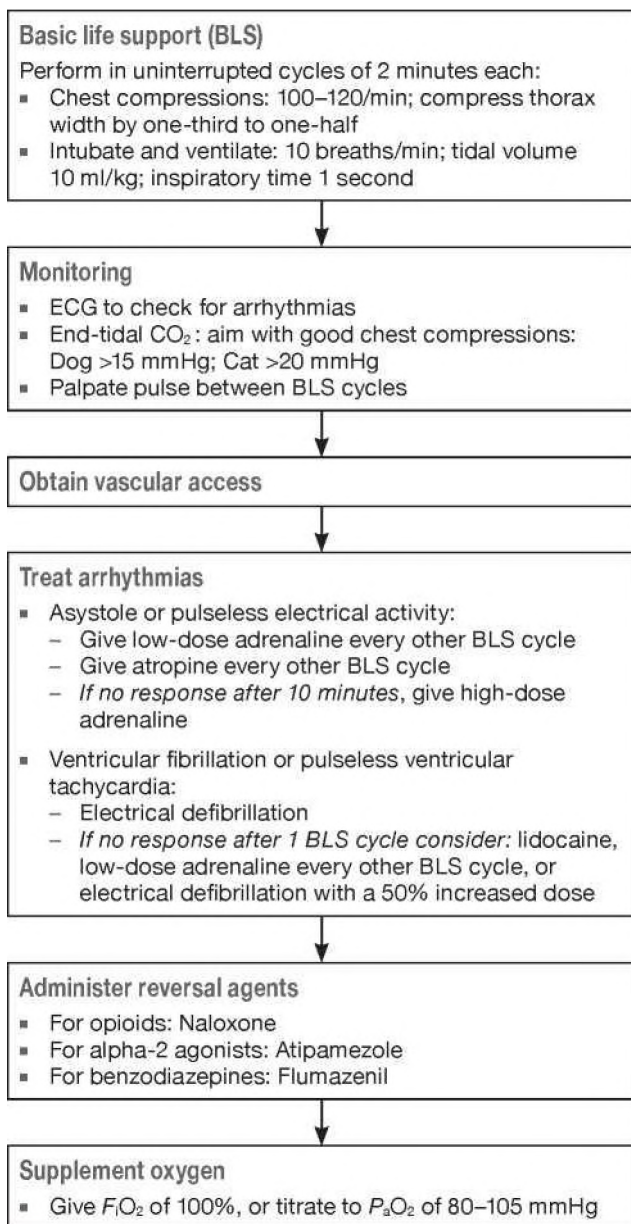 Basic life support (BLS)
Perform in uninterrupted cycles of 2 minutes each:
▪ Chest compressions: 100–120/min; compress thorax
width by one-third to one-half
▪ Intubate and ventilate: 10 breaths/min; tidal volume
10 ml/kg; inspiratory time 1 second
Monitoring
▪ ECG to check for arrhythmias
▪ End-tidal CO₂: aim with good chest compressions:
Dog >15 mmHg; Cat >20 mmHg
▪ Palpate pulse between BLS cycles
Obtain vascular access
Treat arrhythmias
▪ Asystole or pulseless electrical activity:
– Give low-dose adrenaline every other BLS cycle
– Give atropine every other BLS cycle
– If no response after 10 minutes, give high-dose
adrenaline
▪ Ventricular fibrillation or pulseless ventricular
tachycardia:
– Electrical defibrillation
– If no response after 1 BLS cycle consider: lidocaine,
low-dose adrenaline every other BLS cycle, or
electrical defibrillation with a 50% increased dose
Administer reversal agents
▪ For opioids: Naloxone
▪ For alpha-2 agonists: Atipamezole
▪ For benzodiazepines: Flumazenil
Supplement oxygen
▪ Give FᵢO₂ of 100%, or titrate to PₐO₂ of 80–105 mmHg